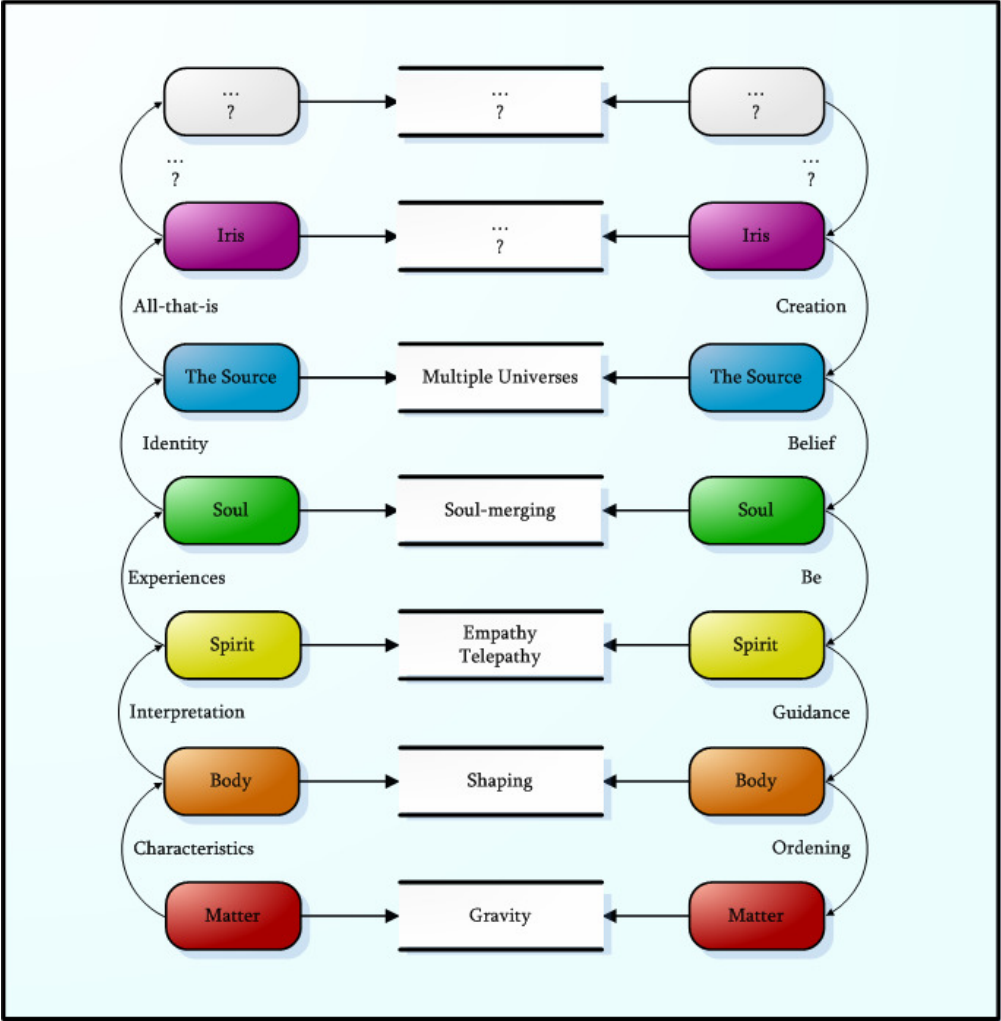 ...
?
...
?
...
?
...
?
...
?
Iris
...
?
Iris
All-that-is
Creation
The Source
Multiple Universes
The Source
Identity
Belief
Soul
Soul-merging
Soul
Experiences
Be
Spirit
Empathy
Telepathy
Spirit
Interpretation
Guidance
Body
Shaping
Body
Characteristics
Ordening
Matter
Gravity
Matter